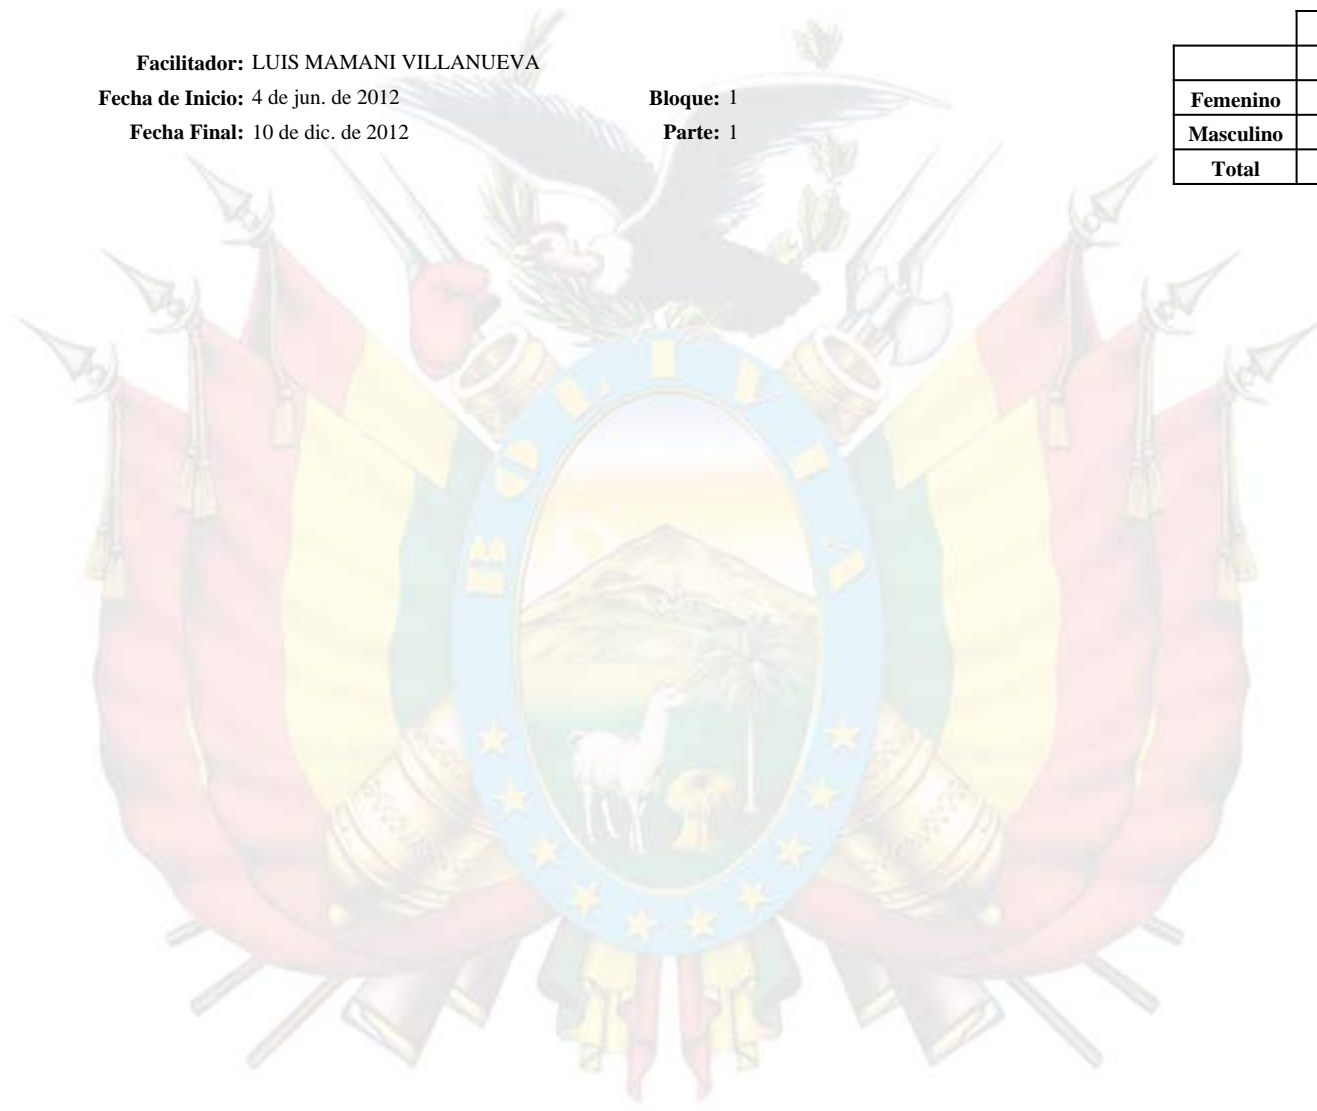 Facilitador: LUIS MAMANI VILLANUEVA
Fecha de Inicio: 4 de jun. de 2012 Bloque: 1
Fecha Final: 10 de dic. de 2012 Parte: 1
Femenino
Masculino
Total
BOLIVIA